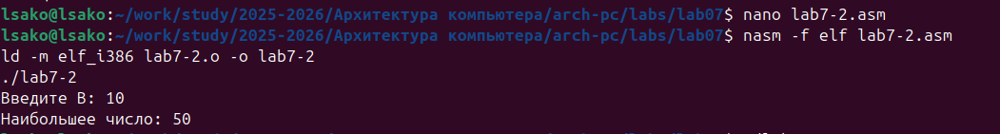 lsako@lsako:~/work/study/2025-2026/Архитектура компьютера/arch-pc/labs/lab07$ nano lab7-2.asm
lsako@lsako:~/work/study/2025-2026/Архитектура компьютера/arch-pc/labs/lab07$ nasm -f elf lab7-2.asm
ld -m elf_i386 lab7-2.o -o lab7-2
./lab7-2
Введите В: 10
Наибольшее число: 50